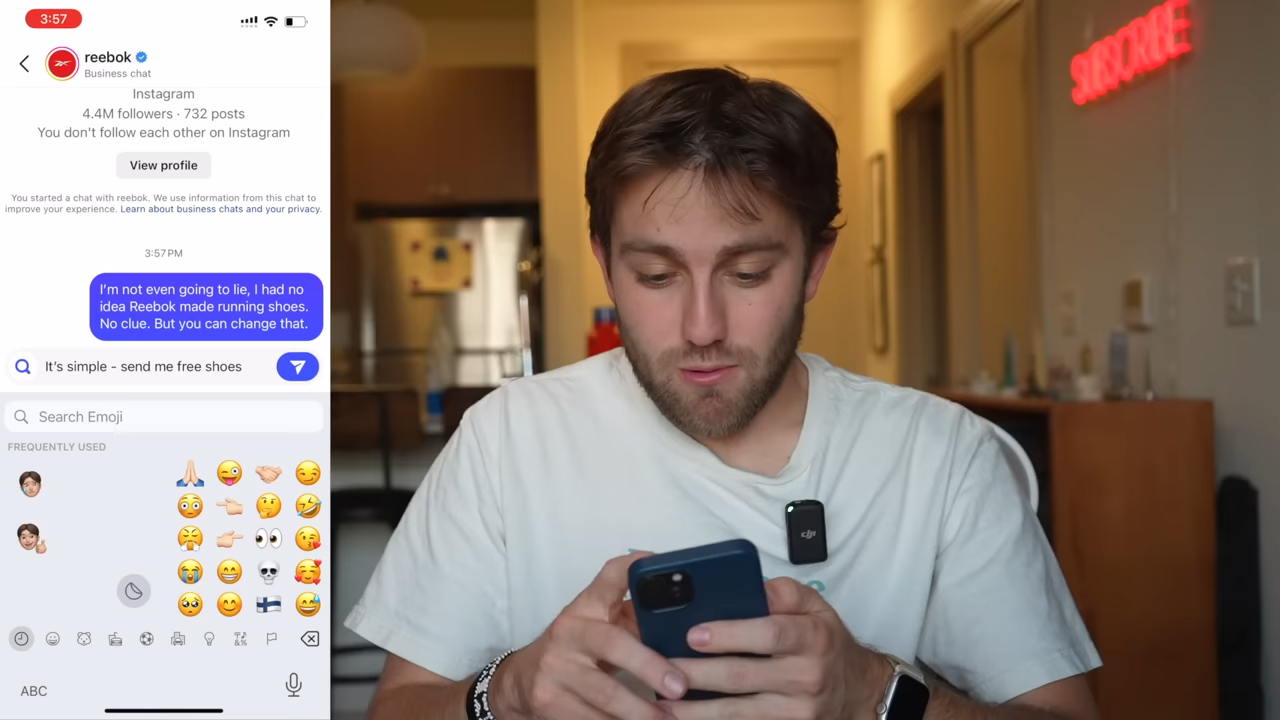 3:57
reebok
Business chat
Instagram
4.4M followers · 732 posts
You don't follow each other on Instagram
View profile
You started a chat with reebok. We use information from this chat to
improve your experience. Learn about business chats and your privacy.
3:57 PM
I'm not even going to lie, I had no
idea Reebok made running shoes.
No clue. But you can change that.
It's simple - send me free shoes
Search Emoji
FREQUENTLY USED
ABC
SUBSCRIBE
dji